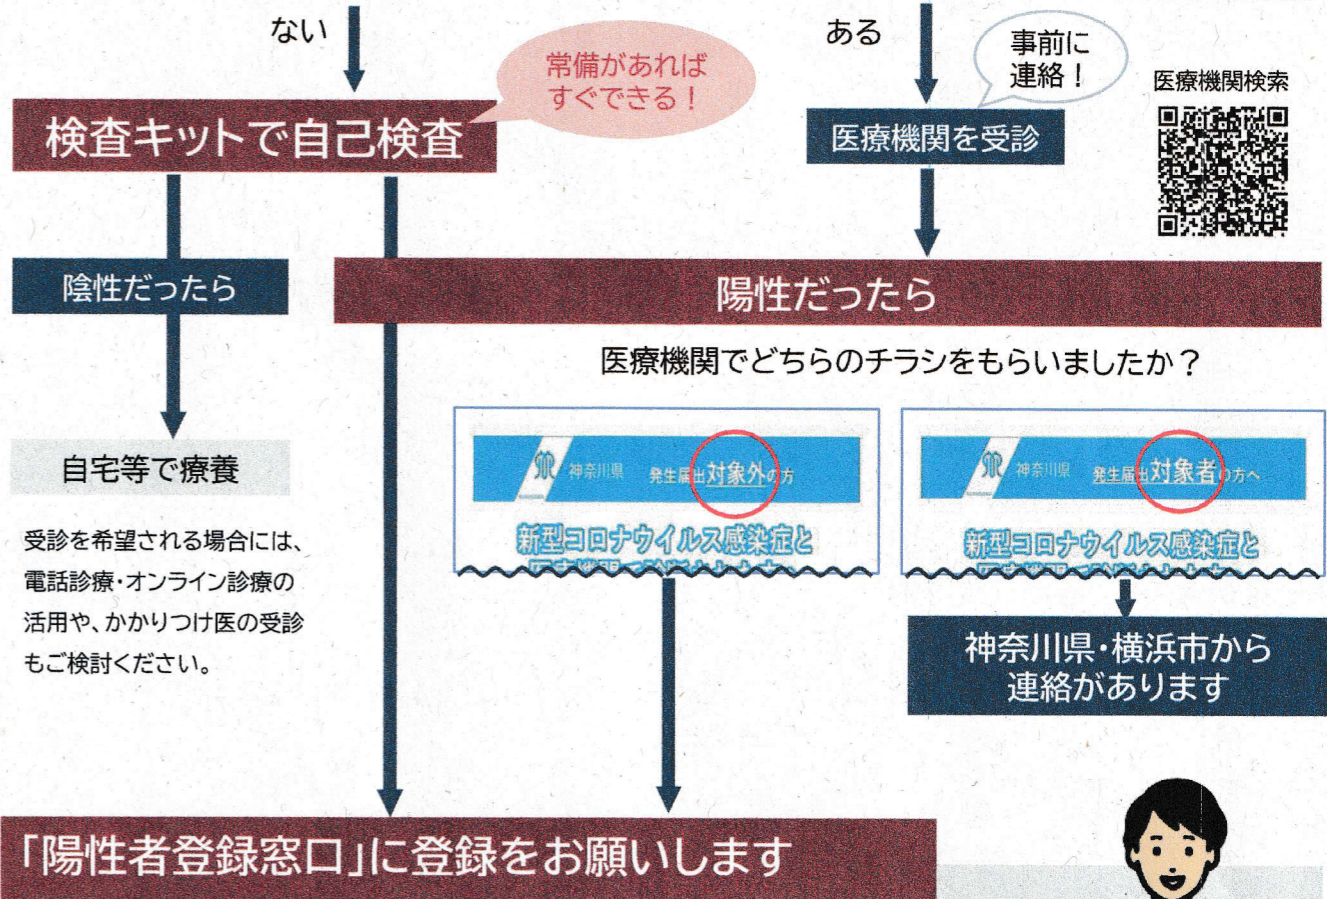 ない
ある
常備があれば
すぐできる！
事前に
連絡！
医療機関検索
検査キットで自己検査
医療機関を受診
陰性だったら
陽性だったら
医療機関でどちらのチラシをもらいましたか？
自宅等で療養
受診を希望される場合には、
電話診療・オンライン診療の
活用や、かかりつけ医の受診
もご検討ください。
神奈川県 発生届出対象外の方
新型コロナウイルス感染症と
神奈川県 発生届出対象者の方へ
新型コロナウイルス感染症と
神奈川県・横浜市から
連絡があります
「陽性者登録窓口」に登録をお願いします